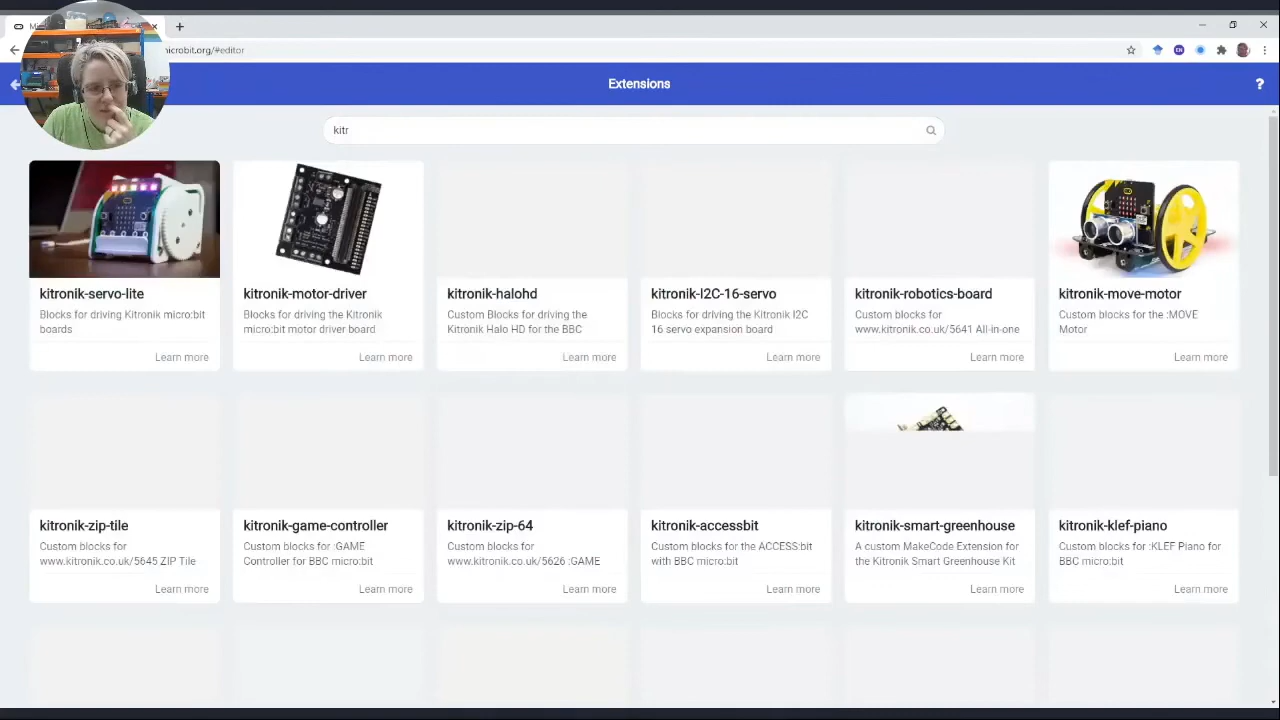 Mi
microbit.org/#editor
Extensions
?
kitr
kitronik-servo-lite
Blocks for driving Kitronik micro:bit
boards
Learn more
kitronik-motor-driver
Blocks for driving the Kitronik
micro:bit motor driver board
Learn more
kitronik-halohd
Custom Blocks for driving the
Kitronik Halo HD for the BBC
Learn more
kitronik-I2C-16-servo
Blocks for driving the Kitronik I2C
16 servo expansion board
Learn more
kitronik-robotics-board
Custom blocks for
www.kitronik.co.uk/5641 All-in-one
Learn more
kitronik-move-motor
Custom blocks for the :MOVE
Motor
Learn more
kitronik-zip-tile
Custom blocks for
www.kitronik.co.uk/5645 ZIP Tile
Learn more
kitronik-game-controller
Custom blocks for :GAME
Controller for BBC micro:bit
Learn more
kitronik-zip-64
Custom blocks for
www.kitronik.co.uk/5626 :GAME
Learn more
kitronik-accessbit
Custom blocks for the ACCESS:bit
with BBC micro:bit
Learn more
kitronik-smart-greenhouse
A custom MakeCode Extension for
the Kitronik Smart Greenhouse Kit
Learn more
kitronik-klef-piano
Custom blocks for :KLEF Piano for
BBC micro:bit
Learn more